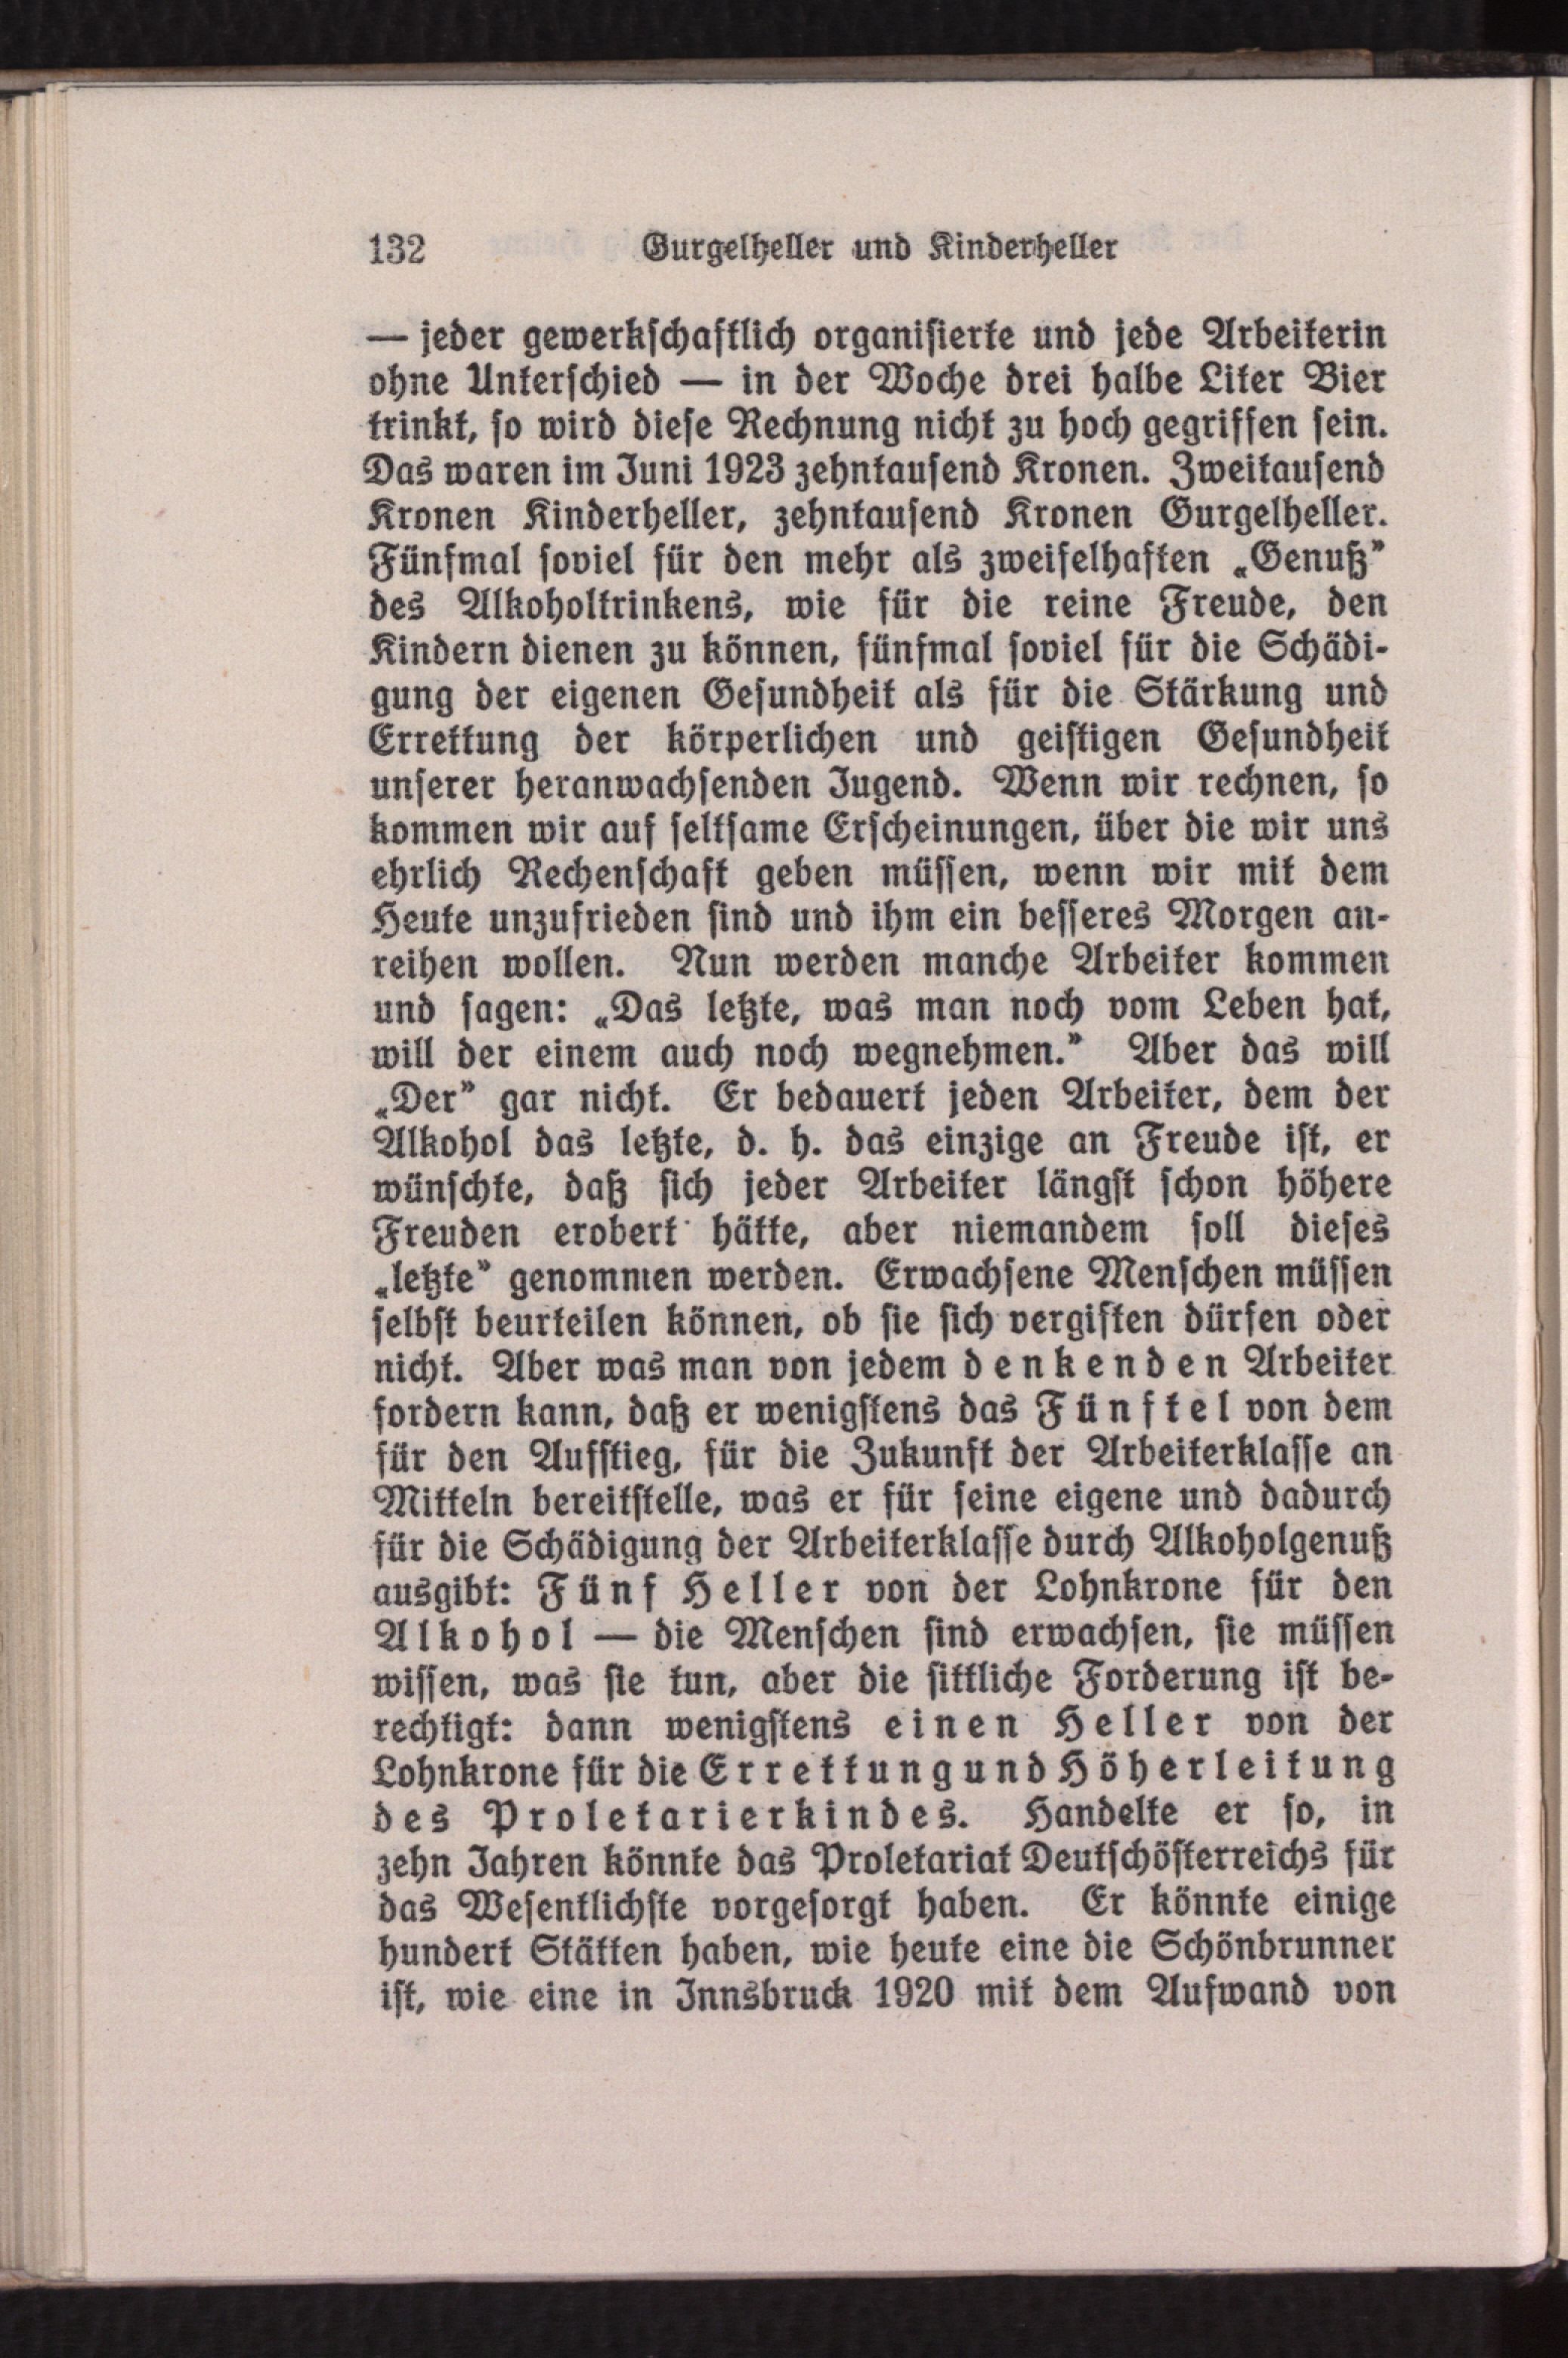 132 Gurgelheller und Kinderheller
— jeder gewerkschaftlich organisierte und jede Arbeiterin
ohne Unterschied — in der Woche drei halbe Liter Bier
trinkt, so wird diese Rechnung nicht zu hoch gegriffen sein.
Das waren im Juni 1923 zehntausend Kronen. Zweitausend
Kronen Kinderheller, zehntausend Kronen Gurgelheller.
Fünfmal soviel für den mehr als zweifelhaften „Genuß”
des Alkoholtrinkens, wie für die reine Freude, den
Kindern dienen zu können, fünfmal soviel für die Schädi-
gung der eigenen Gesundheit als für die Stärkung und
Errettung der körperlichen und geistigen Gesundheit
unserer heranwachsenden Jugend. Wenn wir rechnen, so
kommen wir auf seltsame Erscheinungen, über die wir uns
ehrlich Rechenschaft geben müssen, wenn wir mit dem
Heute unzufrieden sind und ihm ein besseres Morgen an-
reihen wollen. Nun werden manche Arbeiter kommen
und sagen: „Das letzte, was man noch vom Leben hat,
will der einem auch noch wegnehmen.” Aber das will
„Der” gar nicht. Er bedauert jeden Arbeiter, dem der
Alkohol das letzte, d. h. das einzige an Freude ist, er
wünschte, daß sich jeder Arbeiter längst schon höhere
Freuden erobert hätte, aber niemandem soll dieses
„letzte” genommen werden. Erwachsene Menschen müssen
selbst beurteilen können, ob sie sich vergiften dürfen oder
nicht. Aber was man von jedem denkenden Arbeiter
fordern kann, daß er wenigstens das Fünftel von dem
für den Aufstieg, für die Zukunft der Arbeiterklasse an
Mitteln bereitstelle, was er für seine eigene und dadurch
für die Schädigung der Arbeiterklasse durch Alkoholgenuß
ausgibt: Fünf Heller von der Lohnkrone für den
Alkohol — die Menschen sind erwachsen, sie müssen
wissen, was sie tun, aber die sittliche Forderung ist be-
rechtigt: dann wenigstens einen Heller von der
Lohnkrone für die Errettung und Höherleitung
des Proletarierkindes. Handelte er so, in
zehn Jahren könnte das Proletariat Deutschösterreichs für
das Wesentlichste vorgesorgt haben. Er könnte einige
hundert Stätten haben, wie heute eine die Schönbrunner
ist, wie eine in Innsbruck 1920 mit dem Aufwand von